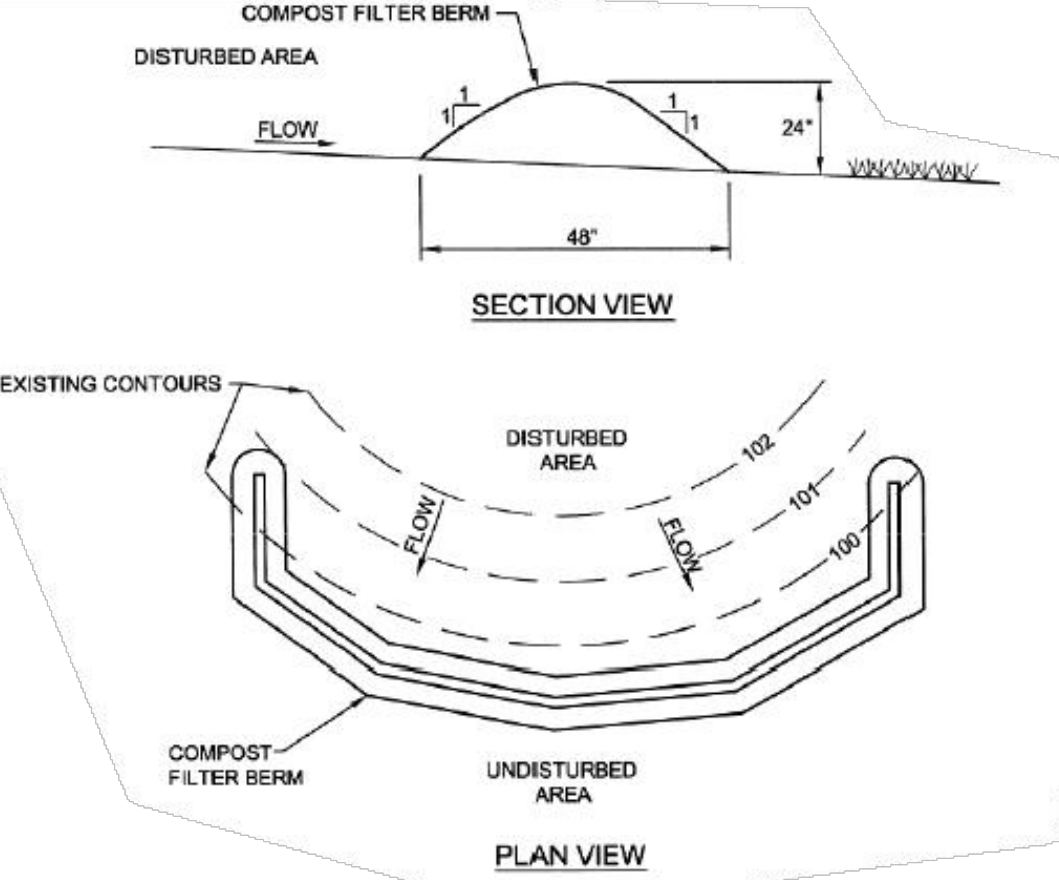 COMPOST FILTER BERM
DISTURBED AREA
1
1
1
1
FLOW
24"
48"
SECTION VIEW
EXISTING CONTOURS
DISTURBED
AREA
102
101
100
FLOW
FLOW
COMPOST
FILTER BERM
UNDISTURBED
AREA
PLAN VIEW